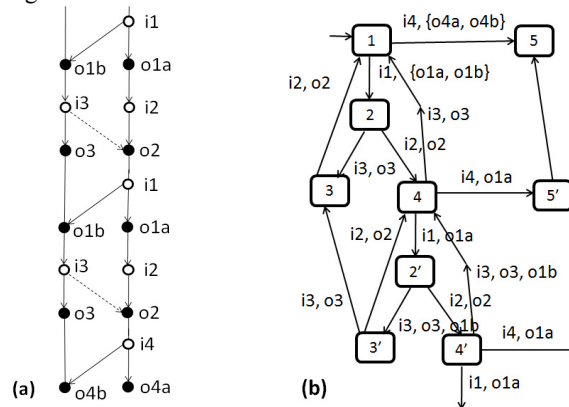 i1
o1b
o1a
i3
i2
o3
o2
i1
o1b
o1a
i3
i2
o3
o2
i4
o4b
o4a
(a)
i4, {o4a, o4b}
1
5
i1, {o1a, o1b}
i2, o2
2
i3, o3
i2, o2
i3, o3
3
4
i4, o1a
5'
i2, o2
i1, o1a
2'
i3, o3
i3, o3, o1b
i2, o2
i3, o3, o1b
3'
4'
i4, o1a
i1, o1a
(b)